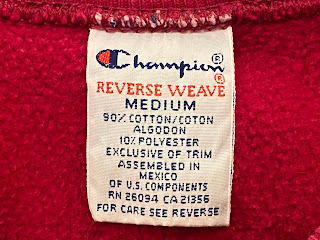 Champion®
REVERSE WEAVE®
MEDIUM
90% COTTON/COTON
ALGODON
10% POLYESTER
EXCLUSIVE OF TRIM
ASSEMBLED IN
MEXICO
OF U.S. COMPONENTS
RN 26094 CA 21356
FOR CARE SEE REVERSE